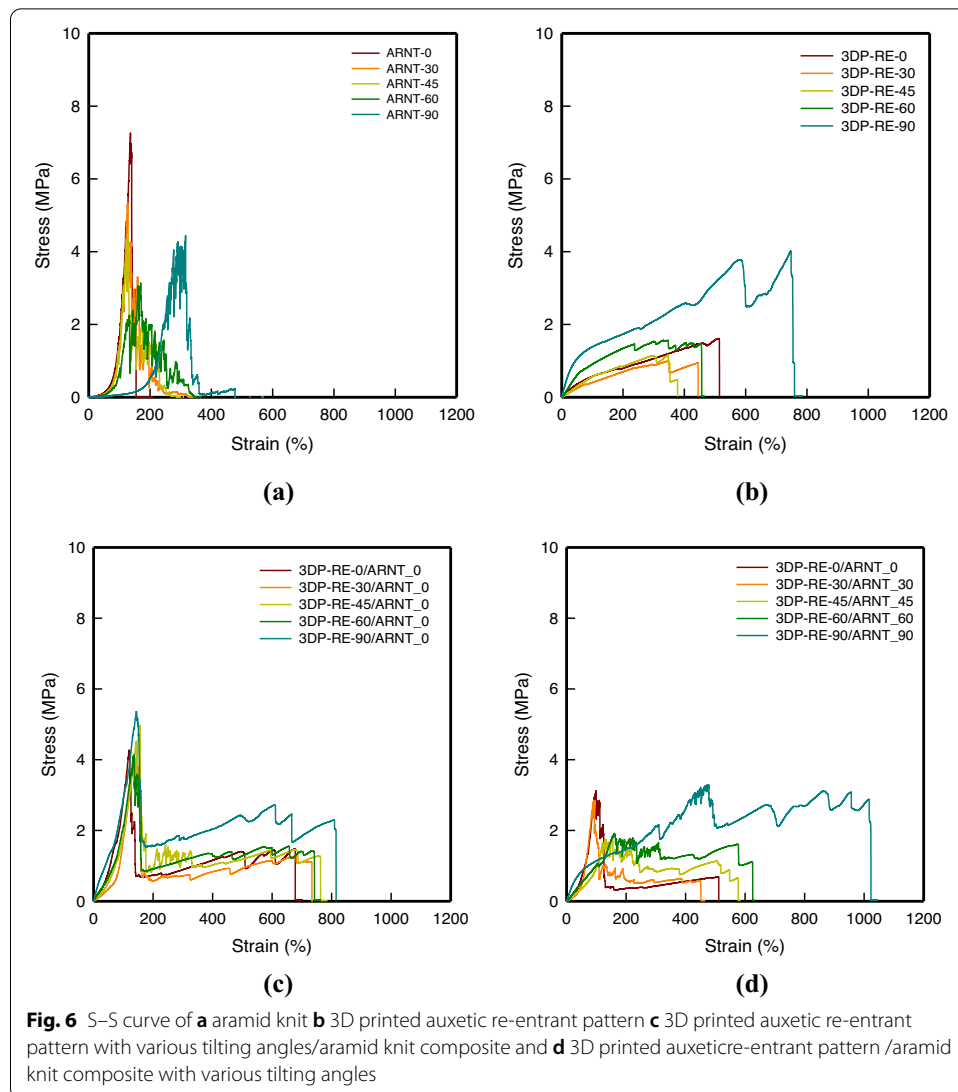 10
8
6
4
2
0
Stress (MPa)
0 200 400 600 800 1000 1200
Strain (%)
ARNT-0
ARNT-30
ARNT-45
ARNT-60
ARNT-90
(a)
10
8
6
4
2
0
Stress (MPa)
0 200 400 600 800 1000 1200
Strain (%)
3DP-RE-0
3DP-RE-30
3DP-RE-45
3DP-RE-60
3DP-RE-90
(b)
10
8
6
4
2
0
Stress (MPa)
0 200 400 600 800 1000 1200
Strain (%)
3DP-RE-0/ARNT_0
3DP-RE-30/ARNT_0
3DP-RE-45/ARNT_0
3DP-RE-60/ARNT_0
3DP-RE-90/ARNT_0
(c)
10
8
6
4
2
0
Stress (MPa)
0 200 400 600 800 1000 1200
Strain (%)
3DP-RE-0/ARNT_0
3DP-RE-30/ARNT_30
3DP-RE-45/ARNT_45
3DP-RE-60/ARNT_60
3DP-RE-90/ARNT_90
(d)
Fig. 6 S–S curve of a aramid knit b 3D printed auxetic re-entrant pattern c 3D printed auxetic re-entrant
pattern with various tilting angles/aramid knit composite and d 3D printed auxeticre-entrant pattern /aramid
knit composite with various tilting angles